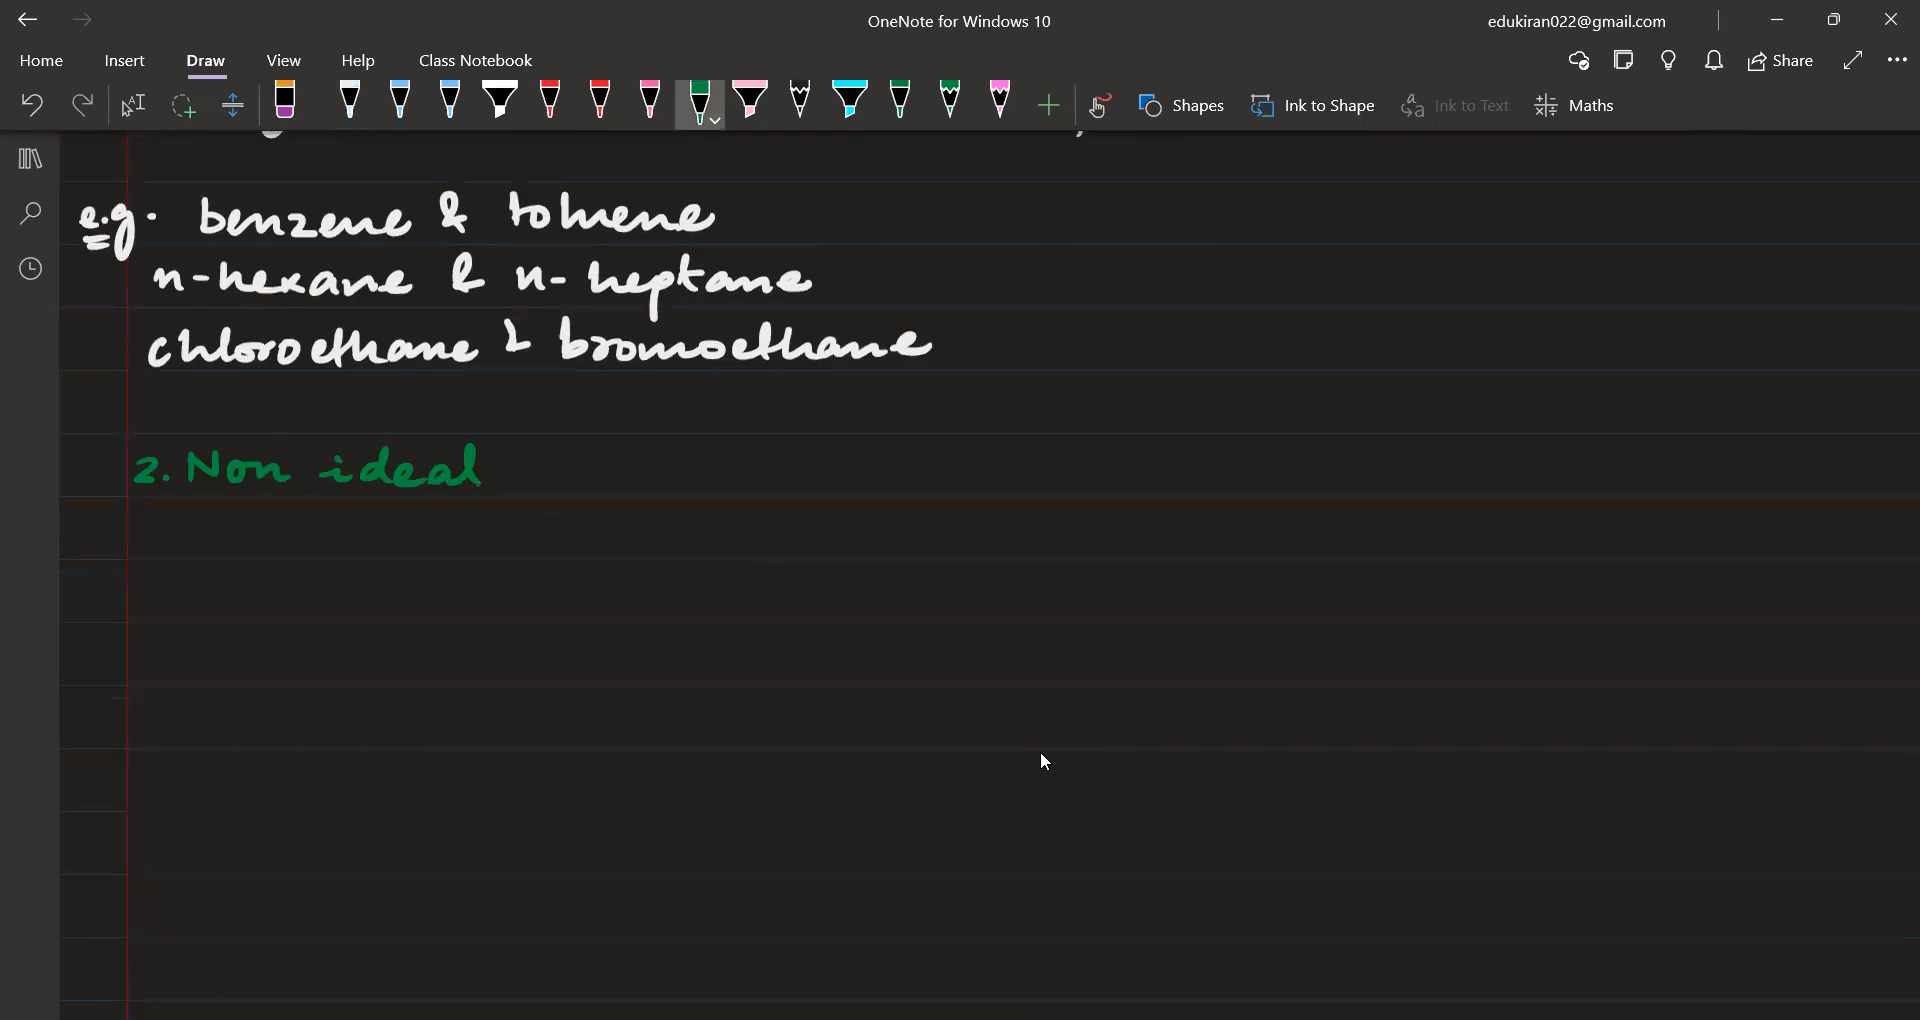 OneNote for Windows 10
edukiran022@gmail.com
Home Insert Draw View Help Class Notebook Share
Shapes Ink to Shape Ink to Text Maths
e.g. benzene & toluene
n-hexane & n-heptane
chloroethane & bromoethane
2. Non ideal